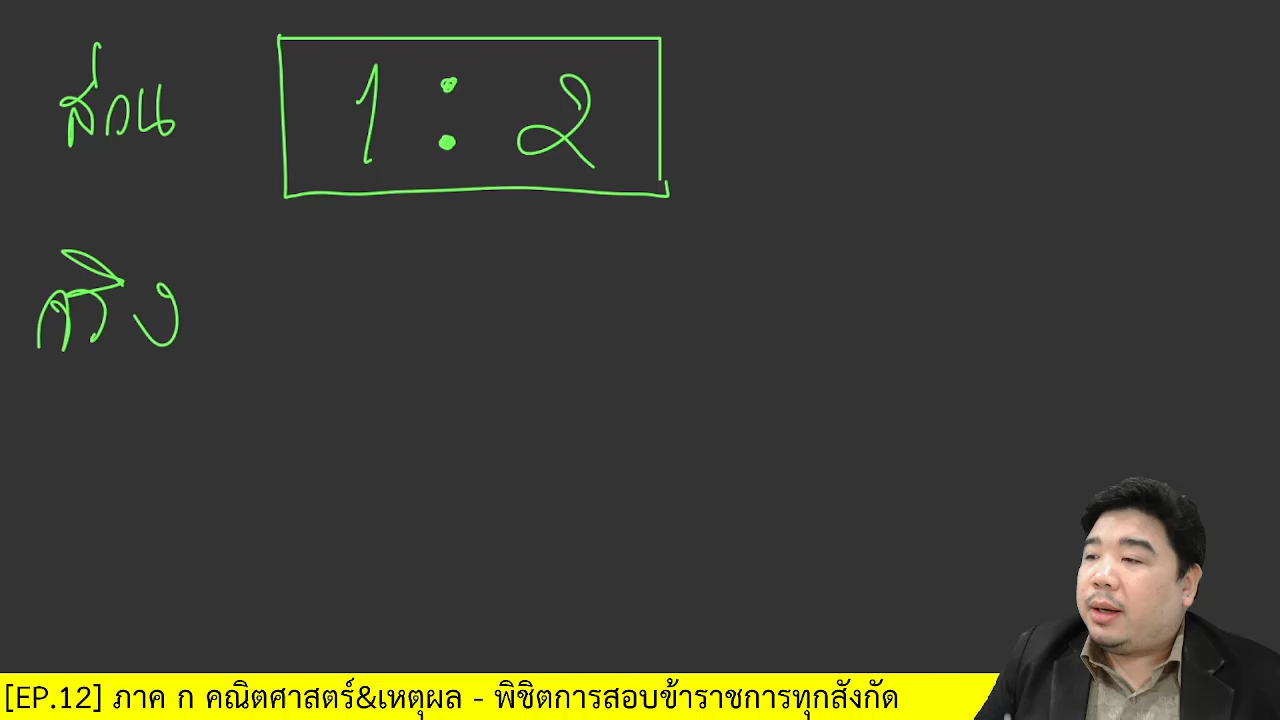 ส่วน 1 : 2
จริง
[EP.12] ภาค ก คณิตศาสตร์&เหตุผล - พิชิตการสอบข้าราชการทุกสังกัด